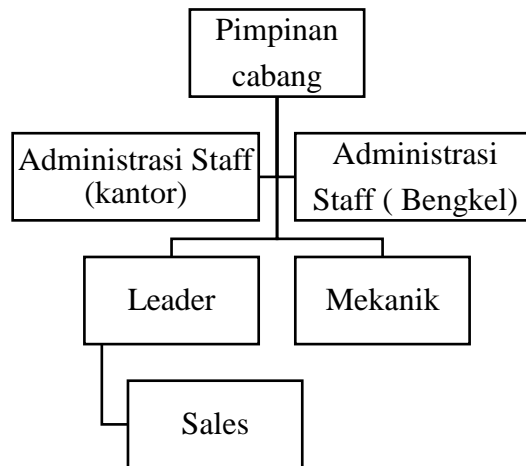 Pimpinan
cabang
Administrasi Staff
(kantor)
Administrasi
Staff ( Bengkel)
Leader
Mekanik
Sales